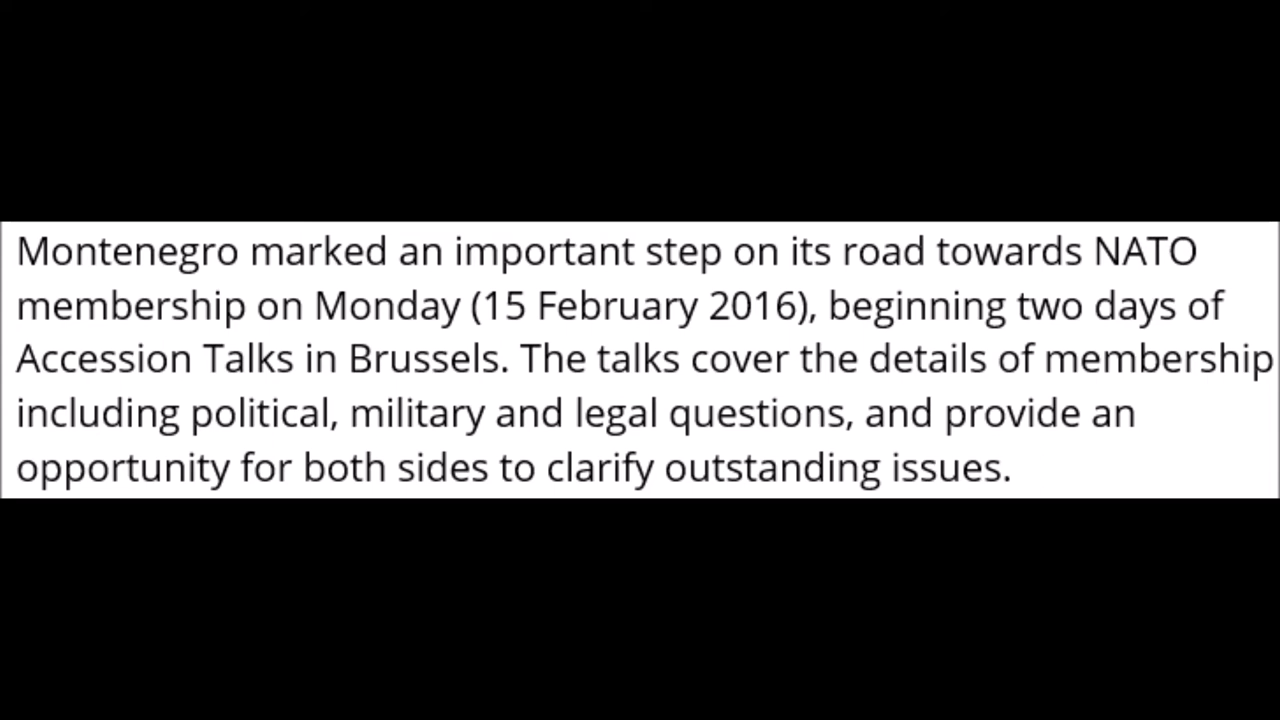 Montenegro marked an important step on its road towards NATO
membership on Monday (15 February 2016), beginning two days of
Accession Talks in Brussels. The talks cover the details of membership
including political, military and legal questions, and provide an
opportunity for both sides to clarify outstanding issues.